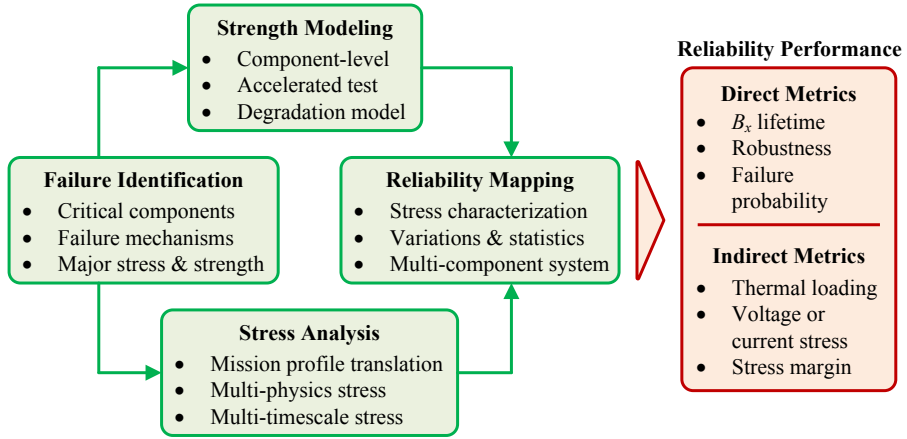 Strength Modeling
• Component-level
• Accelerated test
• Degradation model
Failure Identification
• Critical components
• Failure mechanisms
• Major stress & strength
Stress Analysis
• Mission profile translation
• Multi-physics stress
• Multi-timescale stress
Reliability Mapping
• Stress characterization
• Variations & statistics
• Multi-component system
Reliability Performance
Direct Metrics
• Bx lifetime
• Robustness
• Failure
probability
Indirect Metrics
• Thermal loading
• Voltage or
current stress
• Stress margin